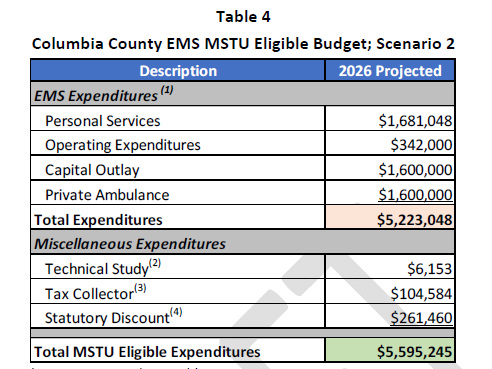 Table 4
Columbia County EMS MSTU Eligible Budget; Scenario 2
Description 2026 Projected
EMS Expenditures (1)
Personal Services $1,681,048
Operating Expenditures $342,000
Capital Outlay $1,600,000
Private Ambulance $1,600,000
Total Expenditures $5,223,048
Miscellaneous Expenditures
Technical Study(2) $6,153
Tax Collector(3) $104,584
Statutory Discount(4) $261,460
Total MSTU Eligible Expenditures $5,595,245